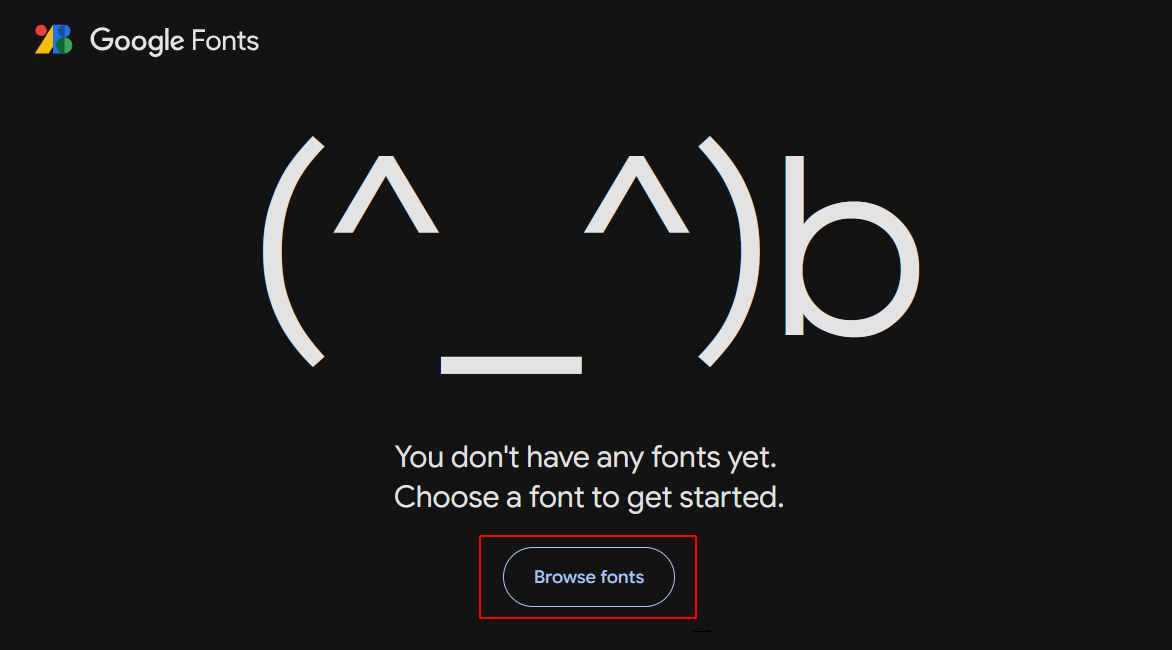 Google Fonts
(^_^)b
You don't have any fonts yet.
Choose a font to get started.
Browse fonts